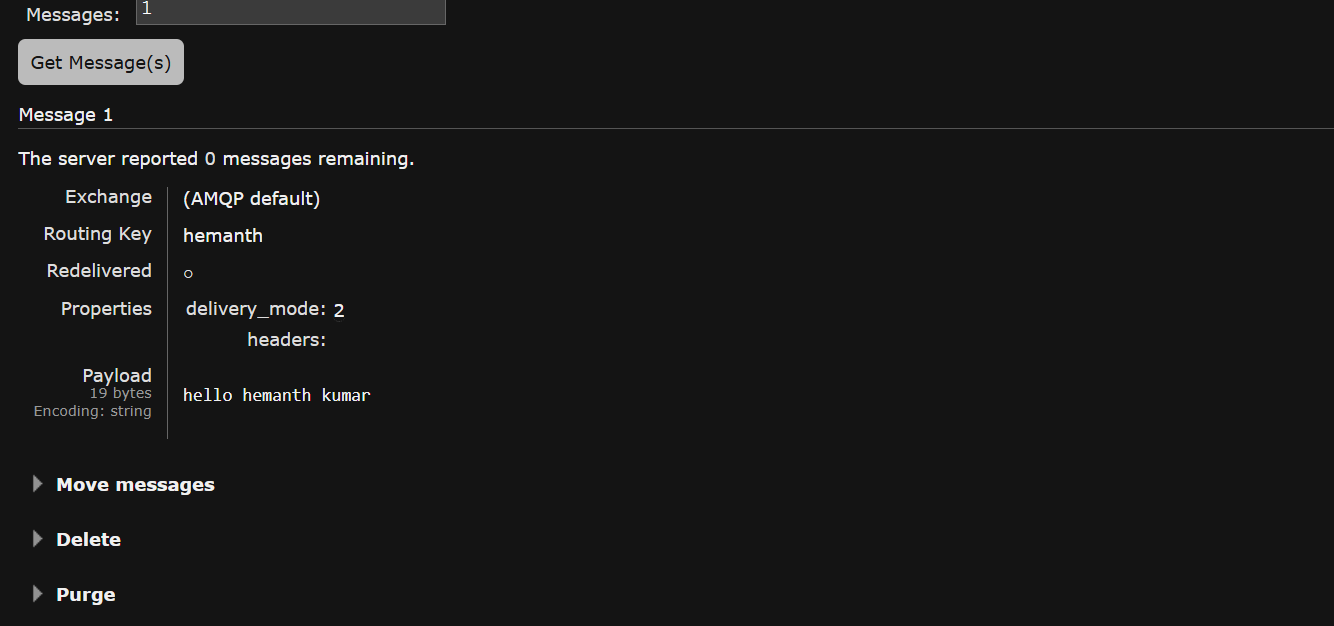 Messages: 1
Get Message(s)
Message 1
The server reported 0 messages remaining.
Exchange (AMQP default)
Routing Key hemanth
Redelivered ○
Properties delivery_mode: 2
headers:
Payload
19 bytes
Encoding: string
hello hemanth kumar
Move messages
Delete
Purge